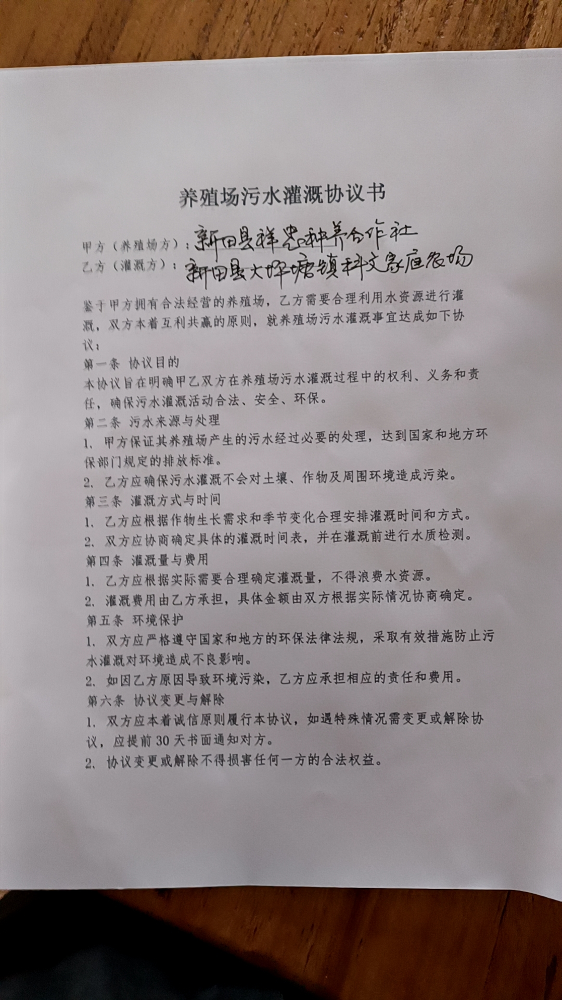 养殖场污水灌溉协议书
甲方（养殖场方）：新田县祥忠种养合作社
乙方（灌溉方）：新田县大坪塘镇科文家庭农场
鉴于甲方拥有合法经营的养殖场，乙方需要合理利用水资源进行灌
溉，双方本着互利共赢的原则，就养殖场污水灌溉事宜达成如下协
议：
第一条 协议目的
本协议旨在明确甲乙双方在养殖场污水灌溉过程中的权利、义务和责
任，确保污水灌溉活动合法、安全、环保。
第二条 污水来源与处理
1. 甲方保证其养殖场产生的污水经过必要的处理，达到国家和地方环
保部门规定的排放标准。
2. 乙方应确保污水灌溉不会对土壤、作物及周围环境造成污染。
第三条 灌溉方式与时间
1. 乙方应根据作物生长需求和季节变化合理安排灌溉时间和方式。
2. 双方应协商确定具体的灌溉时间表，并在灌溉前进行水质检测。
第四条 灌溉量与费用
1. 乙方应根据实际需要合理确定灌溉量，不得浪费水资源。
2. 灌溉费用由乙方承担，具体金额由双方根据实际情况协商确定。
第五条 环境保护
1. 双方应严格遵守国家和地方的环保法律法规，采取有效措施防止污
水灌溉对环境造成不良影响。
2. 如因乙方原因导致环境污染，乙方应承担相应的责任和费用。
第六条 协议变更与解除
1. 双方应本着诚信原则履行本协议，如遇特殊情况需变更或解除协
议，应提前 30 天书面通知对方。
2. 协议变更或解除不得损害任何一方的合法权益。